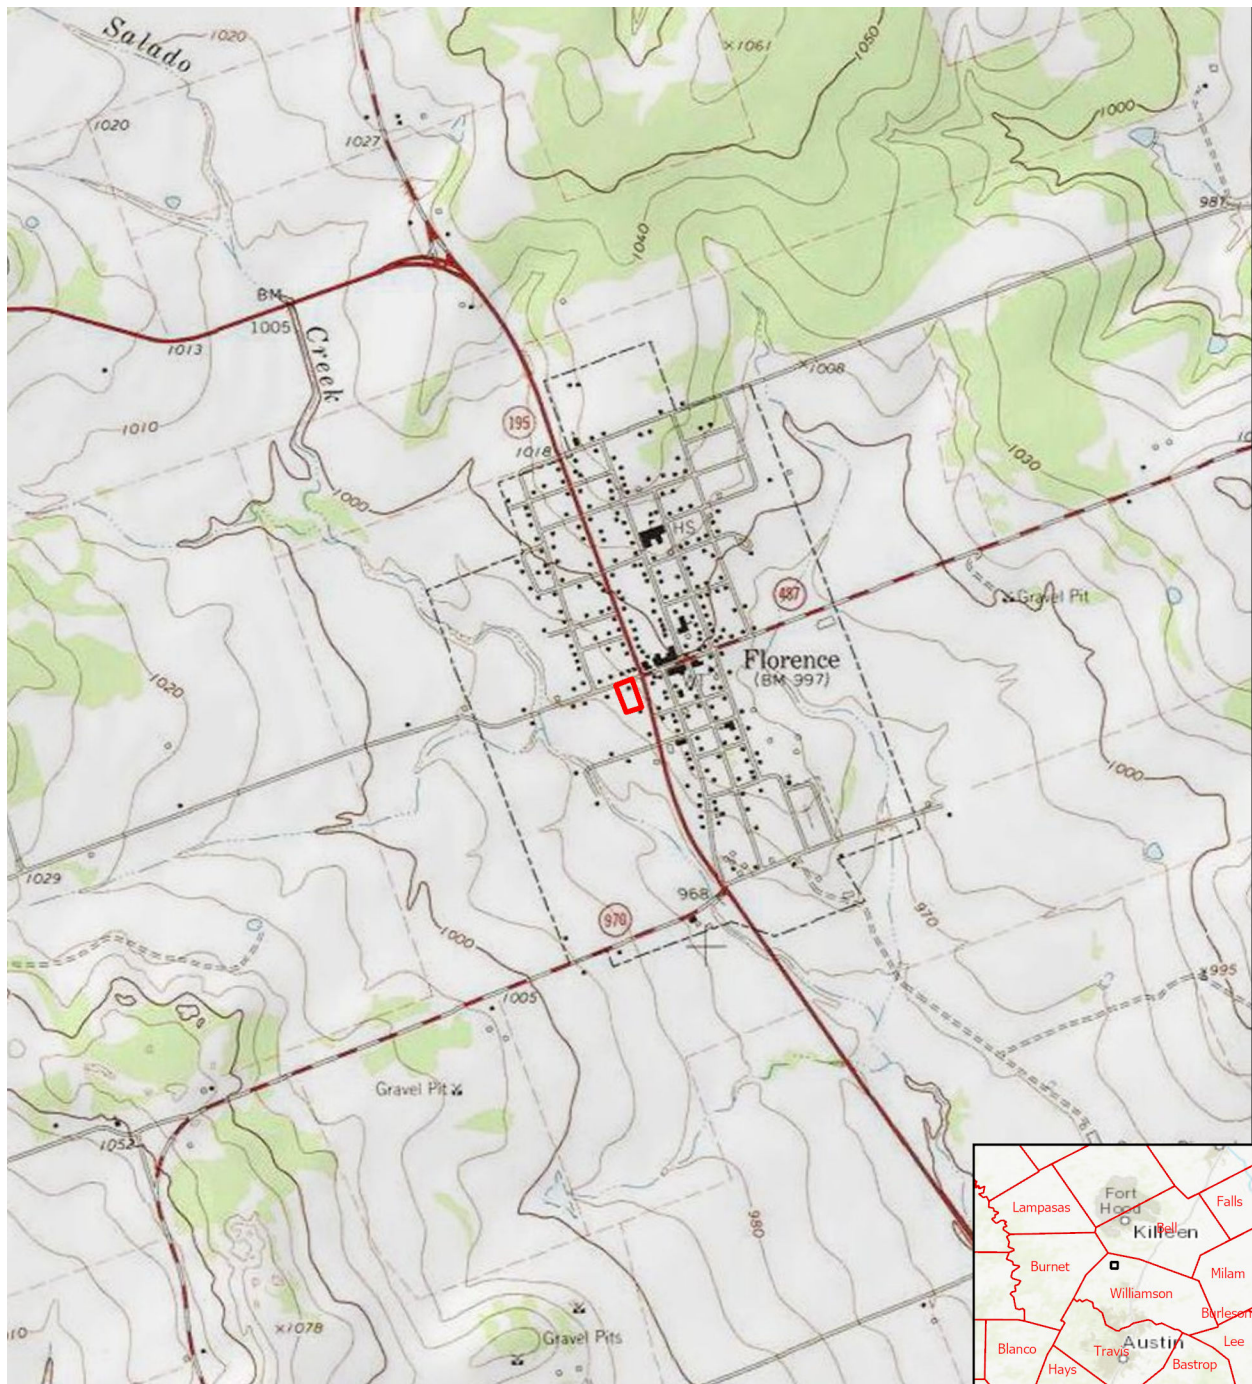 Salado
1020
×1061
1050
1020
1027
1000
987
1040
BM
1005
Creek
1013
×1008
195
1010
1018
1030
1000
HS
487
Gravel Pit
Florence
(BM 997)
1020
1000
1029
968
970
970
1000
×995
1005
Gravel Pit
1052
980
×1078
Gravel Pits
Lampasas
Fort
Hood
Falls
Bell
Killeen
Burnet
Milam
Williamson
Burleson
Blanco
Travis
Austin
Lee
Hays
Bastrop